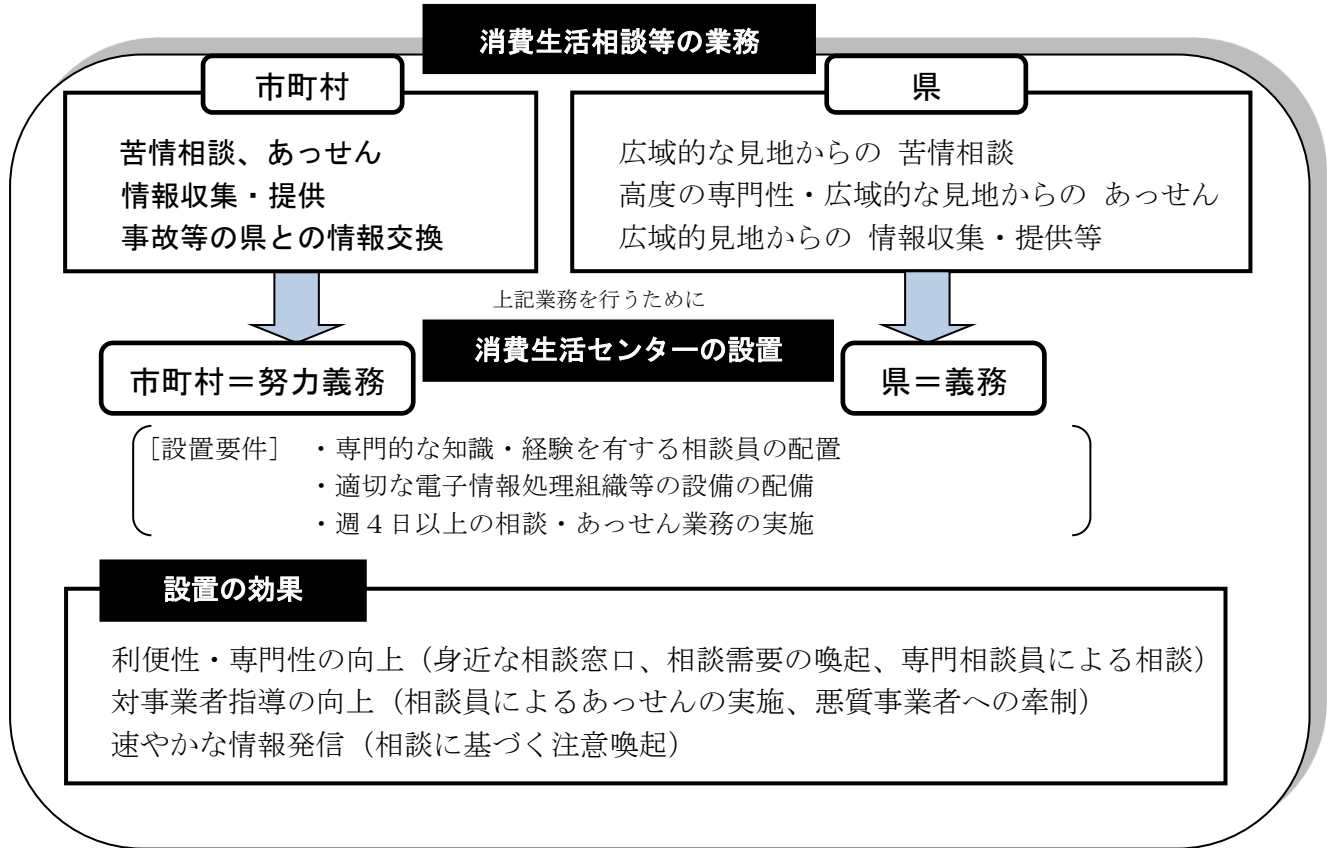 消費生活相談等の業務
市町村
苦情相談、あっせん
情報収集・提供
事故等の県との情報交換
県
広域的な見地からの 苦情相談
高度の専門性・広域的な見地からの あっせん
広域的見地からの 情報収集・提供等
上記業務を行うために
消費生活センターの設置
市町村＝努力義務
県＝義務
［設置要件］ ・専門的な知識・経験を有する相談員の配置
・適切な電子情報処理組織等の設備の配備
・週４日以上の相談・あっせん業務の実施
設置の効果
利便性・専門性の向上（身近な相談窓口、相談需要の喚起、専門相談員による相談）
対事業者指導の向上（相談員によるあっせんの実施、悪質事業者への牽制）
速やかな情報発信（相談に基づく注意喚起）